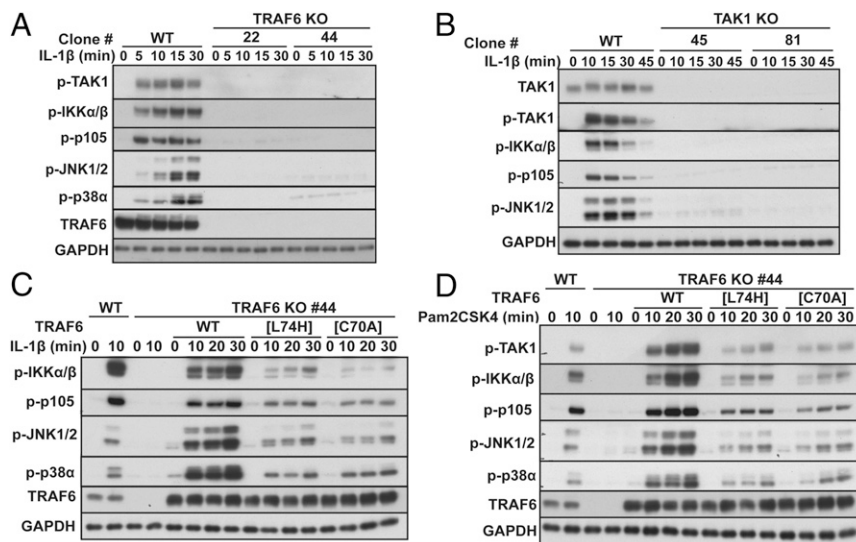 A
TRAF6 KO
Clone # WT 22 44
IL-1β (min) 0 5 10 15 30 0 5 10 15 30 0 5 10 15 30
p-TAK1
p-IKKα/β
p-p105
p-JNK1/2
p-p38α
TRAF6
GAPDH
B
TAK1 KO
Clone # WT 45 81
IL-1β (min) 0 10 15 30 45 0 10 15 30 45 0 10 15 30 45
TAK1
p-TAK1
p-IKKα/β
p-p105
p-JNK1/2
GAPDH
C
WT TRAF6 KO #44
TRAF6 WT [L74H] [C70A]
IL-1β (min) 0 10 0 10 0 10 20 30 0 10 20 30 0 10 20 30
p-IKKα/β
p-p105
p-JNK1/2
p-p38α
TRAF6
GAPDH
D
WT TRAF6 KO #44
TRAF6 WT [L74H] [C70A]
Pam2CSK4 (min) 0 10 0 10 0 10 20 30 0 10 20 30 0 10 20 30
p-TAK1
p-IKKα/β
p-p105
p-JNK1/2
p-p38α
TRAF6
GAPDH